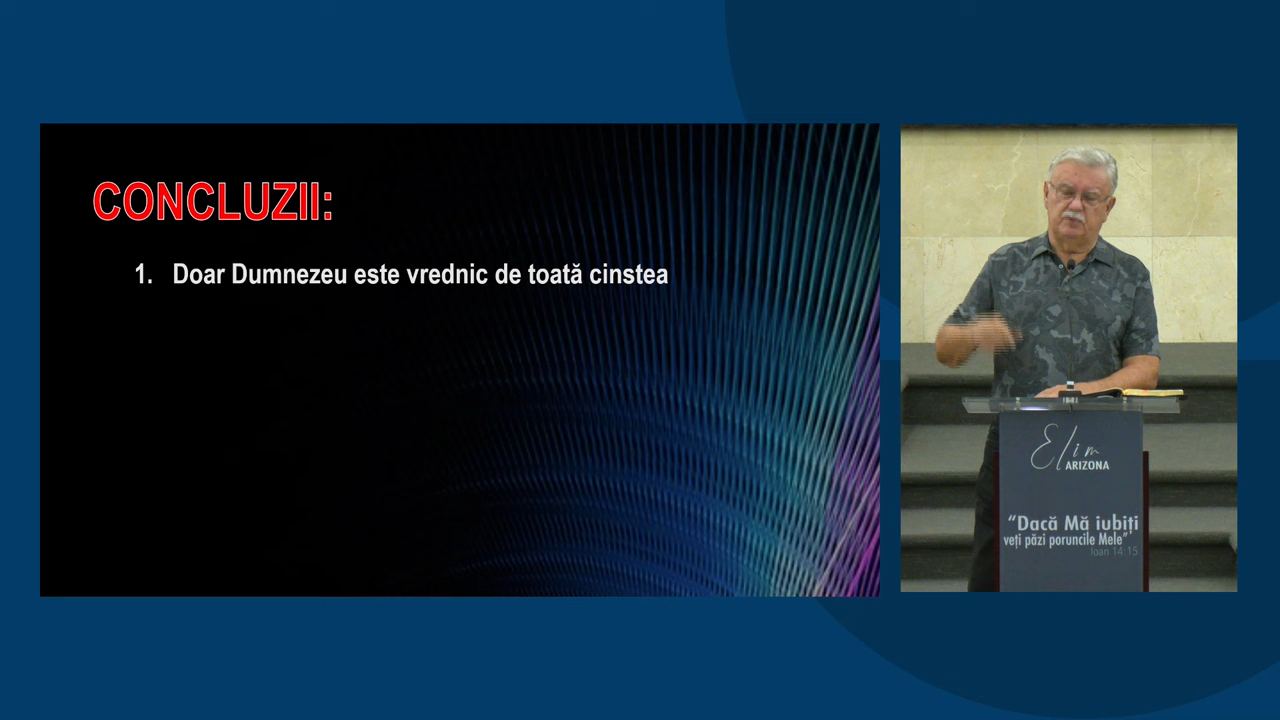 CONCLUZII:
1. Doar Dumnezeu este vrednic de toată cinstea
Elim
ARIZONA
“Dacă Mă iubiți
veți păzi poruncile Mele”
Ioan 14:15